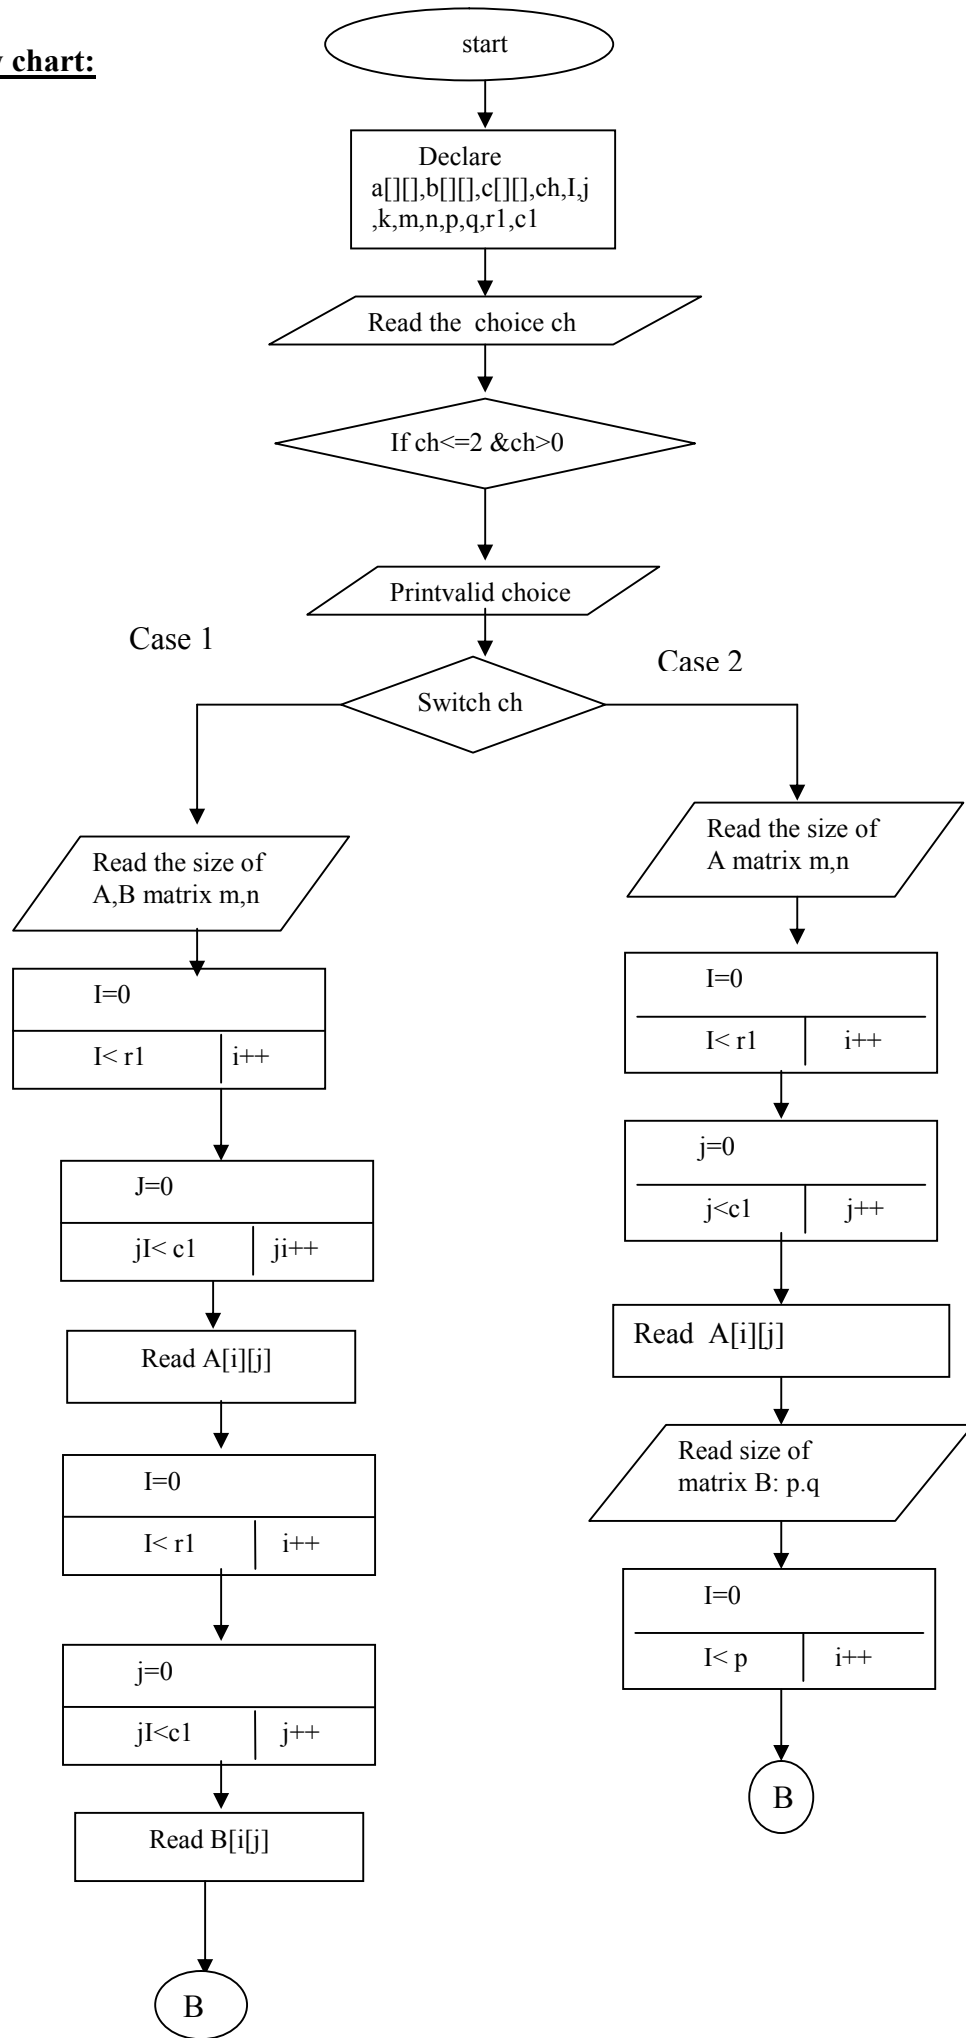 chart:
start
Declare
a[][],b[][],c[][],ch,I,j
,k,m,n,p,q,r1,c1
Read the choice ch
If ch<=2 &ch>0
Printvalid choice
Case 1
Case 2
Switch ch
Read the size of
A,B matrix m,n
I=0
I< r1
i++
J=0
jI< c1
ji++
Read A[i][j]
I=0
I< r1
i++
j=0
jI<c1
j++
Read B[i[j]
B
Read the size of
A matrix m,n
I=0
I< r1
i++
j=0
j<c1
j++
Read A[i][j]
Read size of
matrix B: p.q
I=0
I< p
i++
B